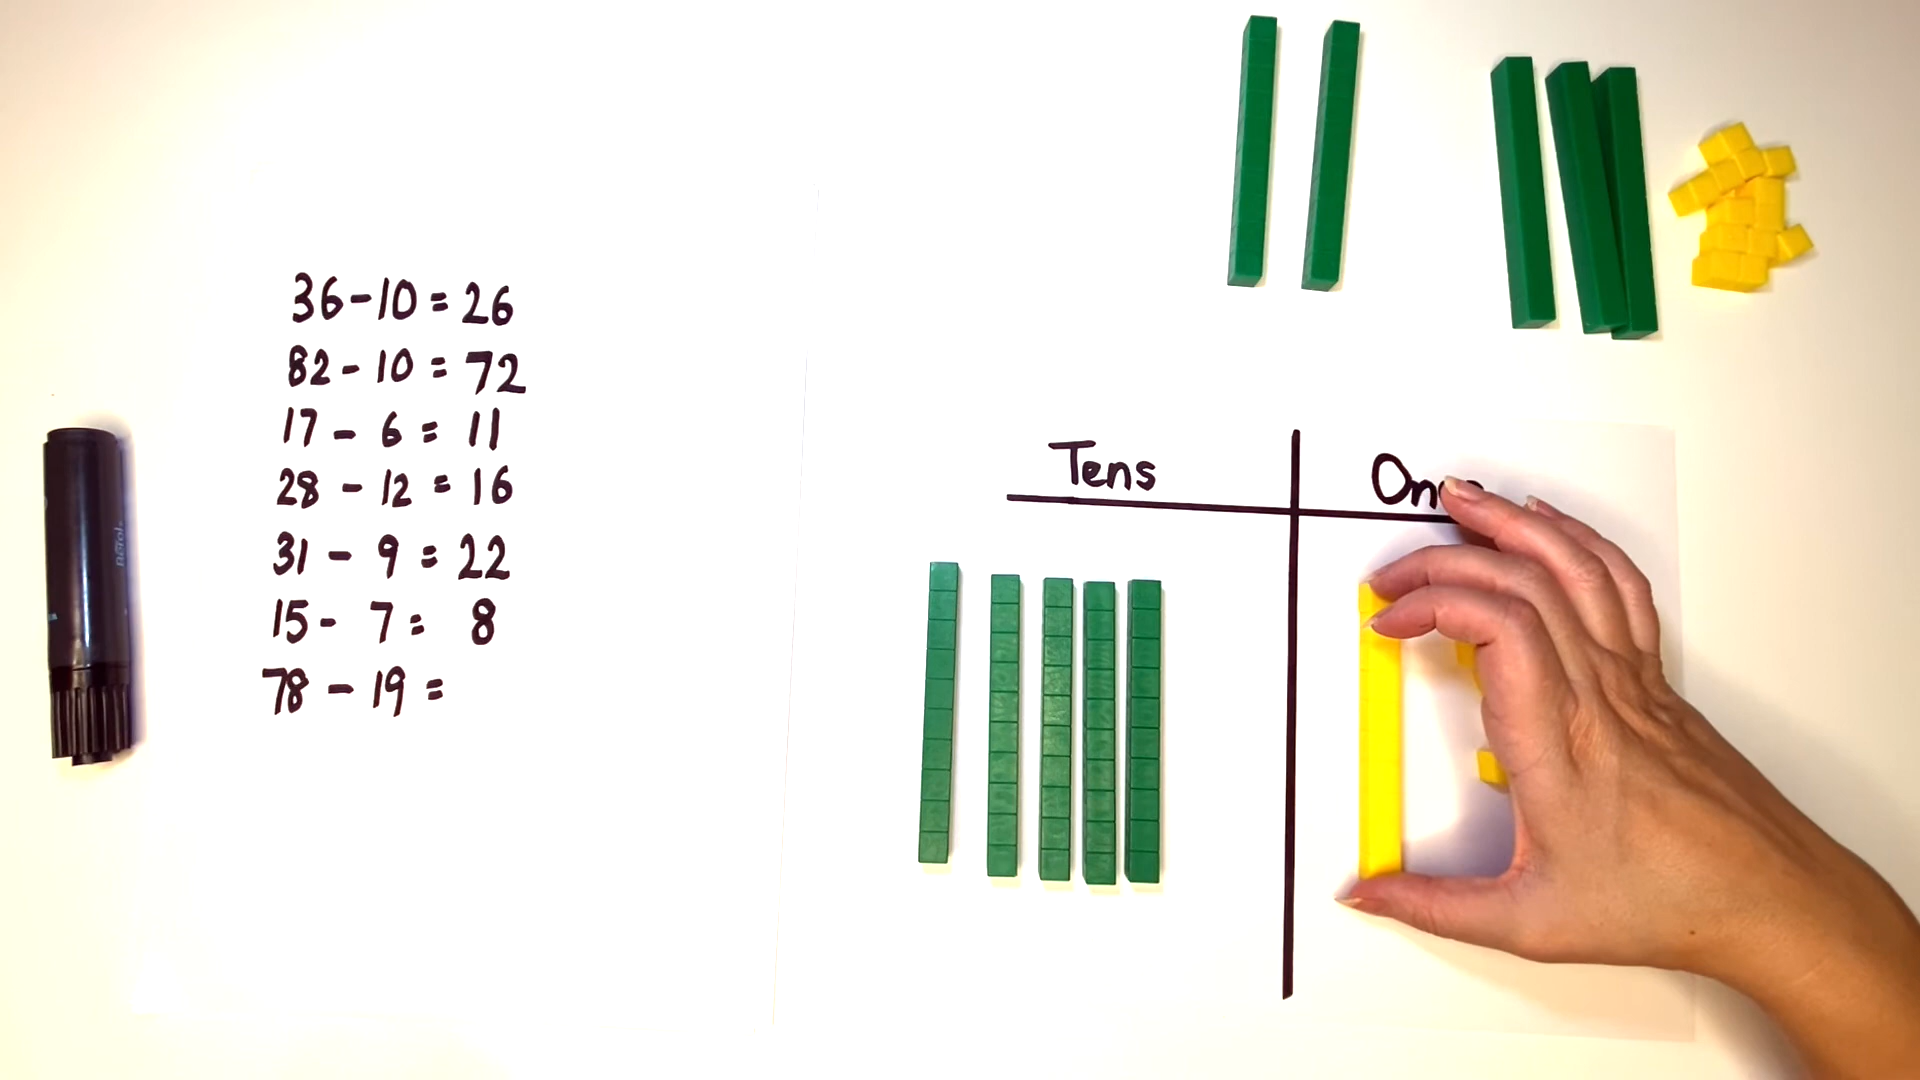 36 - 10 = 26
82 - 10 = 72
17 - 6 = 11
28 - 12 = 16
31 - 9 = 22
15 - 7 = 8
78 - 19 =
Tens
Berol